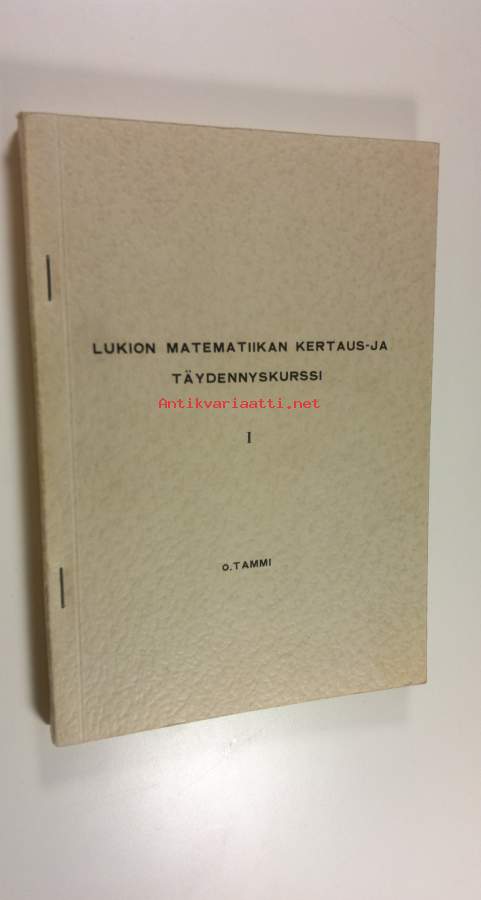 LUKION MATEMATIIKAN KERTAUS-JA
TÄYDENNYSKURSSI
Antikvariaatti.net
I
O.TAMMI